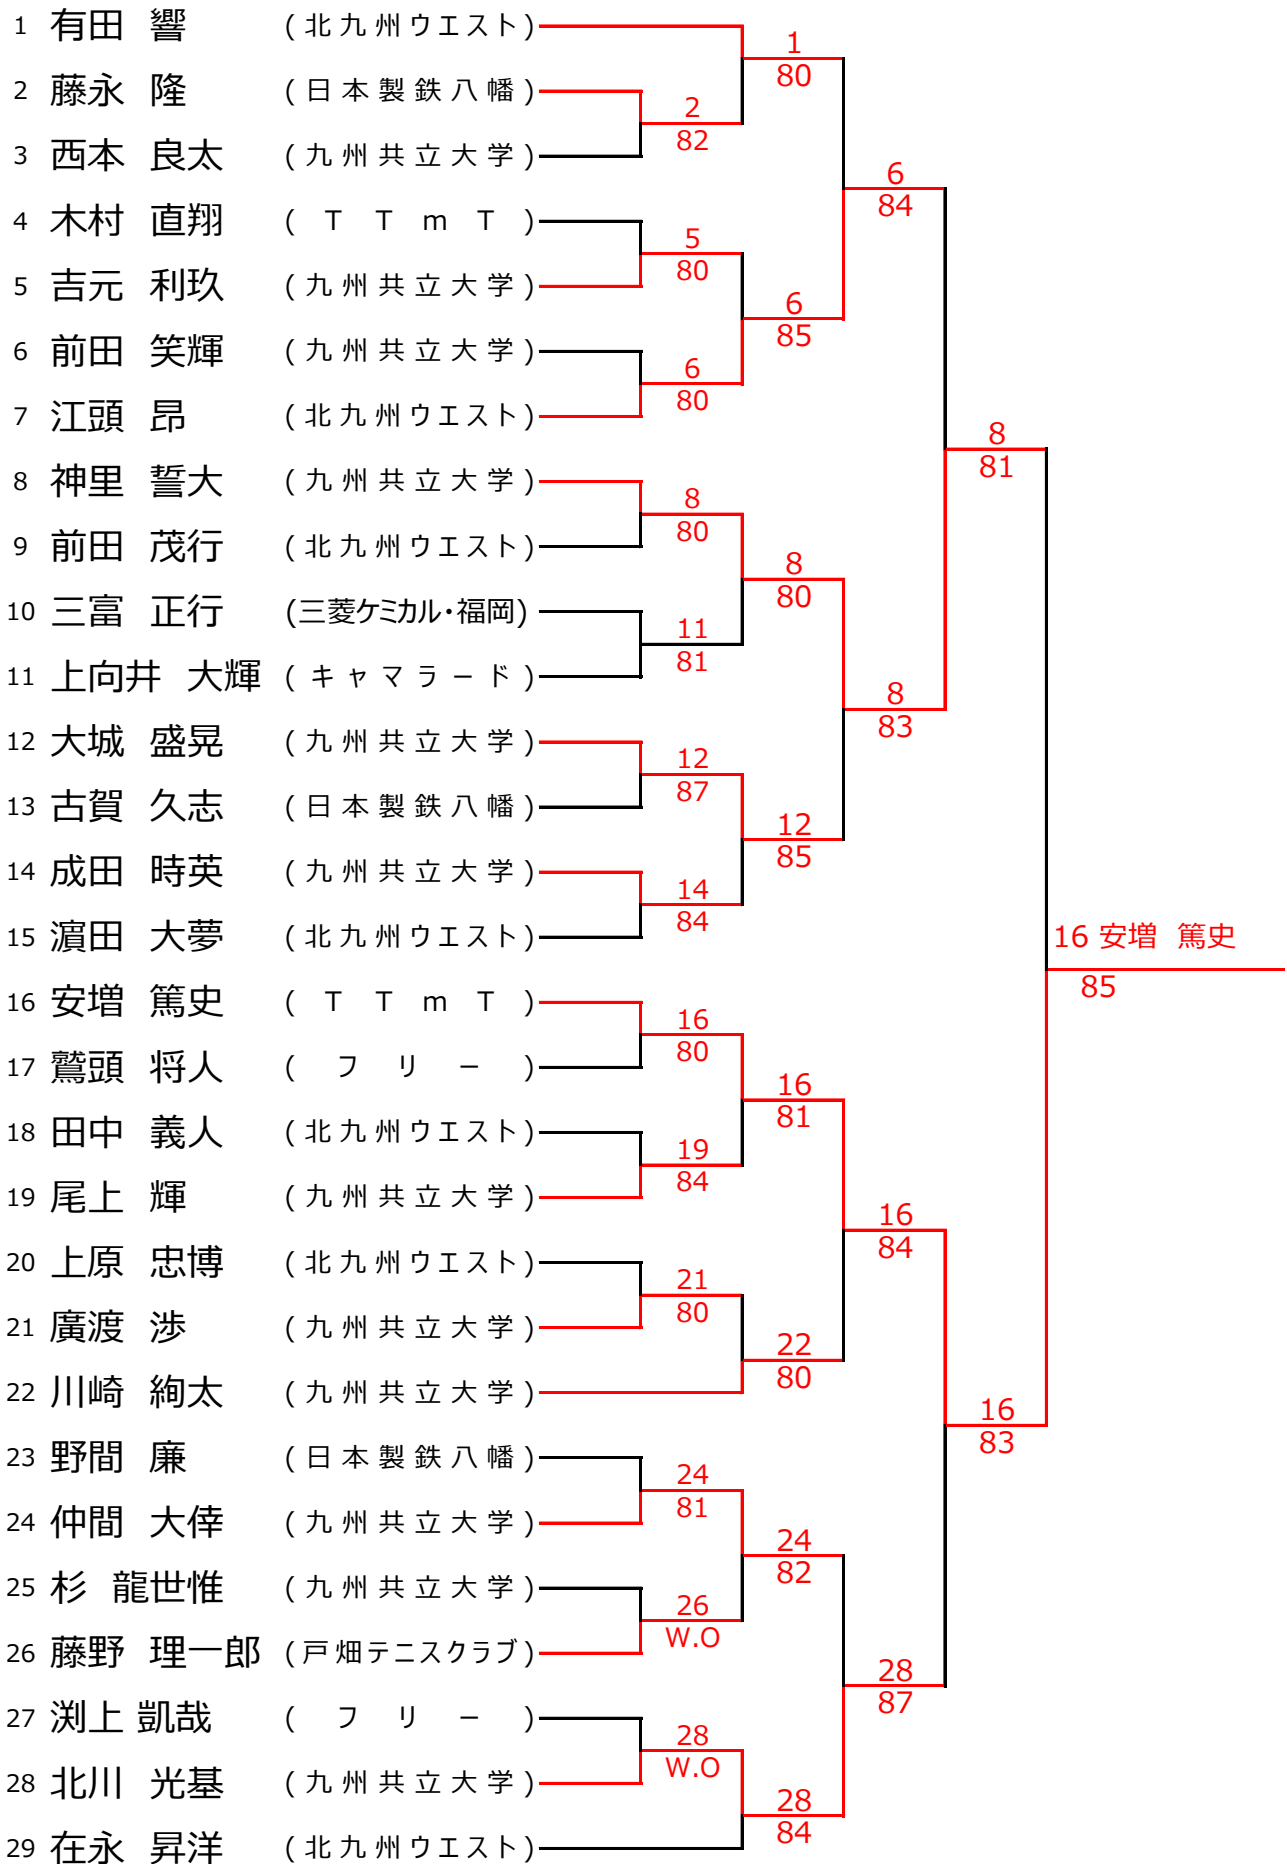 1 有田 響 (北九州ウエスト)
2 藤永 隆 (日本製鉄八幡)
3 西本 良太 (九州共立大学)
4 木村 直翔 (TTmT)
5 吉元 利玖 (九州共立大学)
6 前田 笑輝 (九州共立大学)
7 江頭 昂 (北九州ウエスト)
8 神里 誓大 (九州共立大学)
9 前田 茂行 (北九州ウエスト)
10 三富 正行 (三菱ケミカル・福岡)
11 上向井 大輝 (キャマラード)
12 大城 盛晃 (九州共立大学)
13 古賀 久志 (日本製鉄八幡)
14 成田 時英 (九州共立大学)
15 濵田 大夢 (北九州ウエスト)
16 安増 篤史 (TTmT)
17 鷲頭 将人 (フリー)
18 田中 義人 (北九州ウエスト)
19 尾上 輝 (九州共立大学)
20 上原 忠博 (北九州ウエスト)
21 廣渡 渉 (九州共立大学)
22 川崎 絢太 (九州共立大学)
23 野間 廉 (日本製鉄八幡)
24 仲間 大倖 (九州共立大学)
25 杉 龍世惟 (九州共立大学)
26 藤野 理一郎 (戸畑テニスクラブ)
27 渕上 凱哉 (フリー)
28 北川 光基 (九州共立大学)
29 在永 昇洋 (北九州ウエスト)
2
82
5
80
6
80
8
80
11
81
12
87
14
84
16
80
19
84
21
80
24
81
26
W.O
28
W.O
1
80
6
85
8
80
12
85
16
81
22
80
24
82
28
84
6
84
8
83
16
84
28
87
8
81
16
83
16 安増 篤史
85